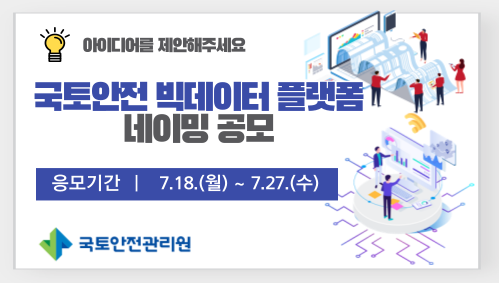 아이디어를 제안해주세요
국토안전 빅데이터 플랫폼
네이밍 공모
응모기간 | 7.18.(월) ~ 7.27.(수)
국토안전관리원